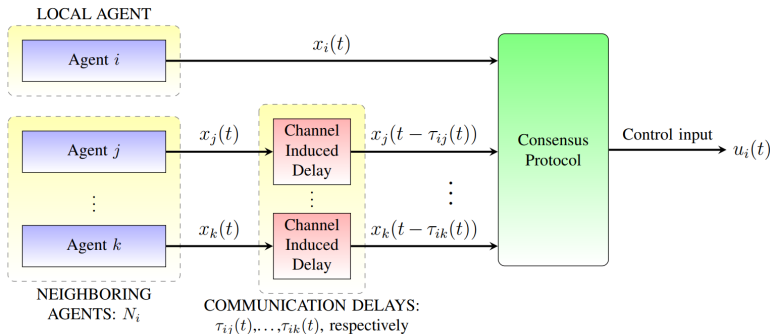 LOCAL AGENT
Agent i
x_i(t)
Agent j
x_j(t)
Channel
Induced
Delay
x_j(t − τ_ij(t))
Consensus
Protocol
Control input
u_i(t)
⋮
⋮
⋮
Agent k
x_k(t)
Channel
Induced
Delay
x_k(t − τ_ik(t))
NEIGHBORING
AGENTS: N_i
COMMUNICATION DELAYS:
τ_ij(t),…,τ_ik(t), respectively